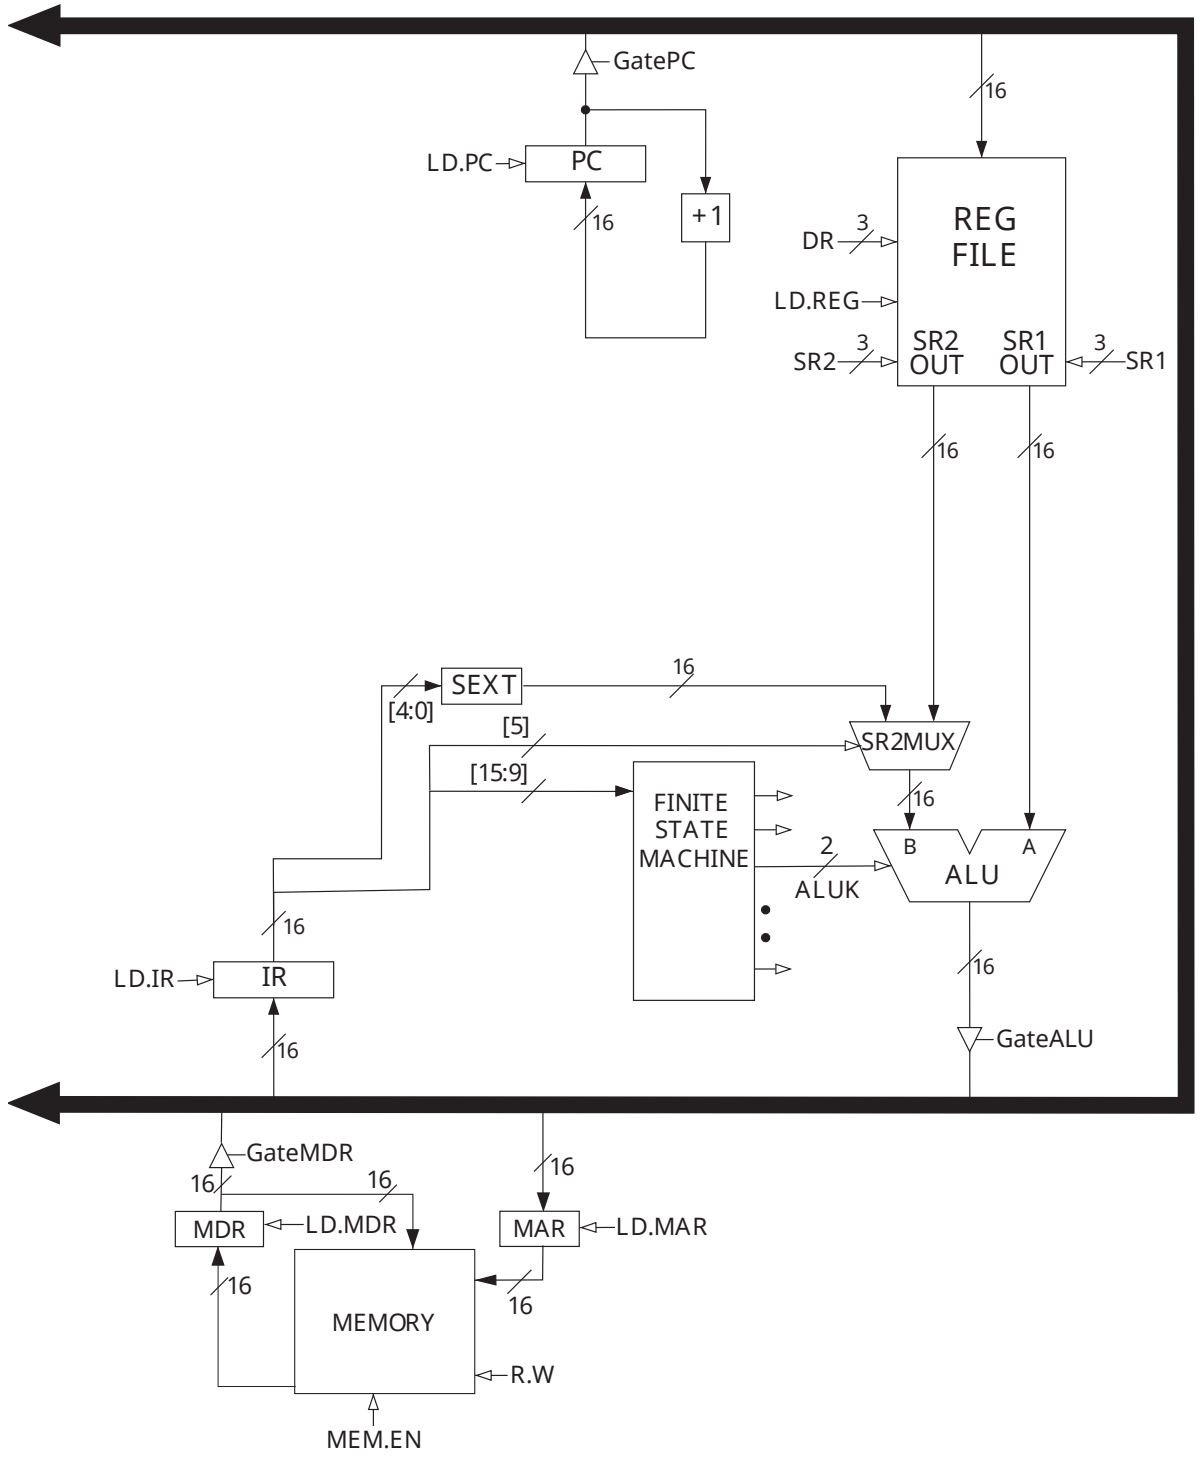 GatePC
16
LD.PC
PC
+1
16
REG
FILE
3
DR
LD.REG
3
SR2
SR2
OUT
SR1
OUT
3
SR1
16
16
SEXT
16
[4:0]
[5]
SR2MUX
[15:9]
16
FINITE
STATE
MACHINE
B
A
2
ALU
ALUK
16
LD.IR
IR
16
16
GateALU
GateMDR
16
16
16
MDR
LD.MDR
MAR
LD.MAR
16
16
MEMORY
R.W
MEM.EN